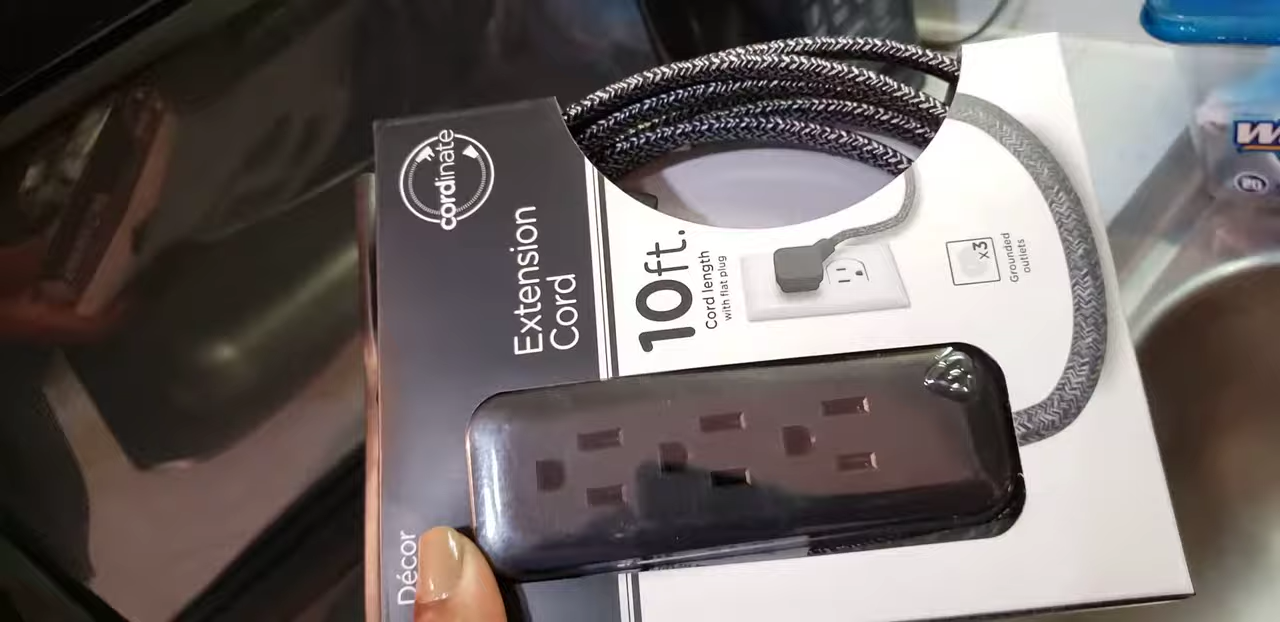 cordinate
Extension
Cord
Décor
10ft.
Cord length
with flat plug
x3
Grounded
outlets